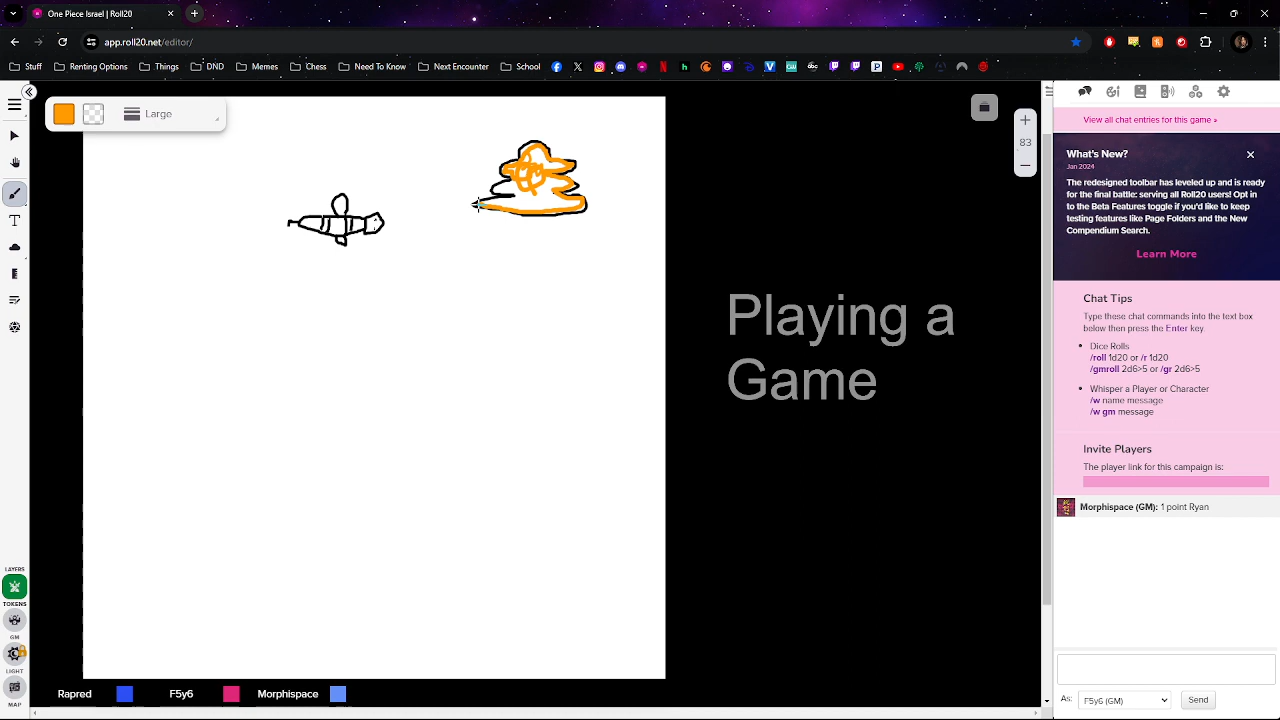 One Piece Israel | Roll20
app.roll20.net/editor/
Stuff
Renting Options
Things
DND
Memes
Chess
Need To Know
Next Encounter
School
Large
83
View all chat entries for this game »
What's New?
Jan 2024
The redesigned toolbar has leveled up and is
ready for the final battle: serving all Roll20 users! Opt in
to the Beta Features toggle if you'd like to keep
testing features like Page Folders and the New
Compendium Search.
Learn More
Chat Tips
Type these chat commands into the text box
below then press the Enter key.
Dice Rolls
/roll 1d20 or /r 1d20
/gmroll 2d6>5 or /gr 2d6>5
Whisper a Player or Character
/w name message
/w gm message
Invite Players
The player link for this campaign is:
Morphispace (GM): 1 point Ryan
Playing a
Game
LAYERS
TOKENS
GM
LIGHT
MAP
Rapred
F5y6
Morphispace
As:
F5y6 (GM)
Send